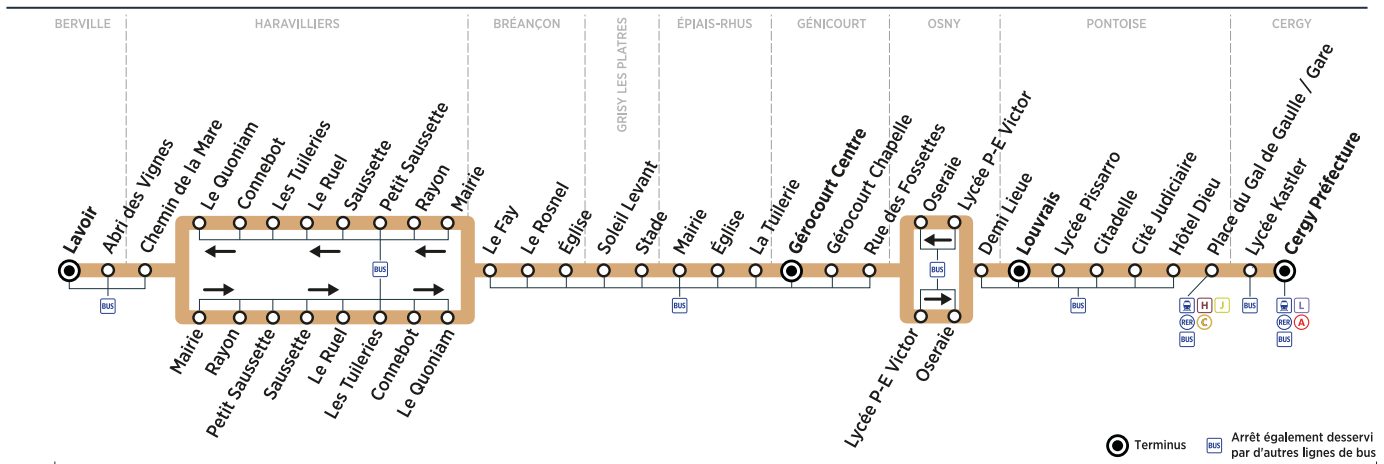 BERVILLE
HARAVILLIERS
BRÉANÇON
GRISY LES PLATRES
ÉPIAIS-RHUS
GÉNICOURT
OSNY
PONTOISE
CERGY
Lavoir
Abri des Vignes
Chemin de la Mare
Le Quoniam
Connebot
Les Tuileries
Le Ruel
Saussette
Petit Saussette
Rayon
Mairie
Mairie
Rayon
Petit Saussette
Saussette
Le Ruel
Les Tuileries
Connebot
Le Quoniam
BUS
BUS
Le Fay
Le Rosnel
Église
Soleil Levant
Stade
Mairie
Église
La Tuilerie
Gérocourt Centre
Gérocourt Chapelle
Rue des Fossettes
BUS
Oseraie
Lycée P-E Victor
BUS
Lycée P-E Victor
Oseraie
Demi Lieue
Louvrais
Lycée Pissarro
Citadelle
Cité Judiciaire
Hôtel Dieu
Place du Gal de Gaulle / Gare
Lycée Kastler
Cergy Préfecture
BUS
H J
RER C
BUS
BUS
L
RER A
BUS
Terminus
BUS
Arrêt également desservi
par d'autres lignes de bus